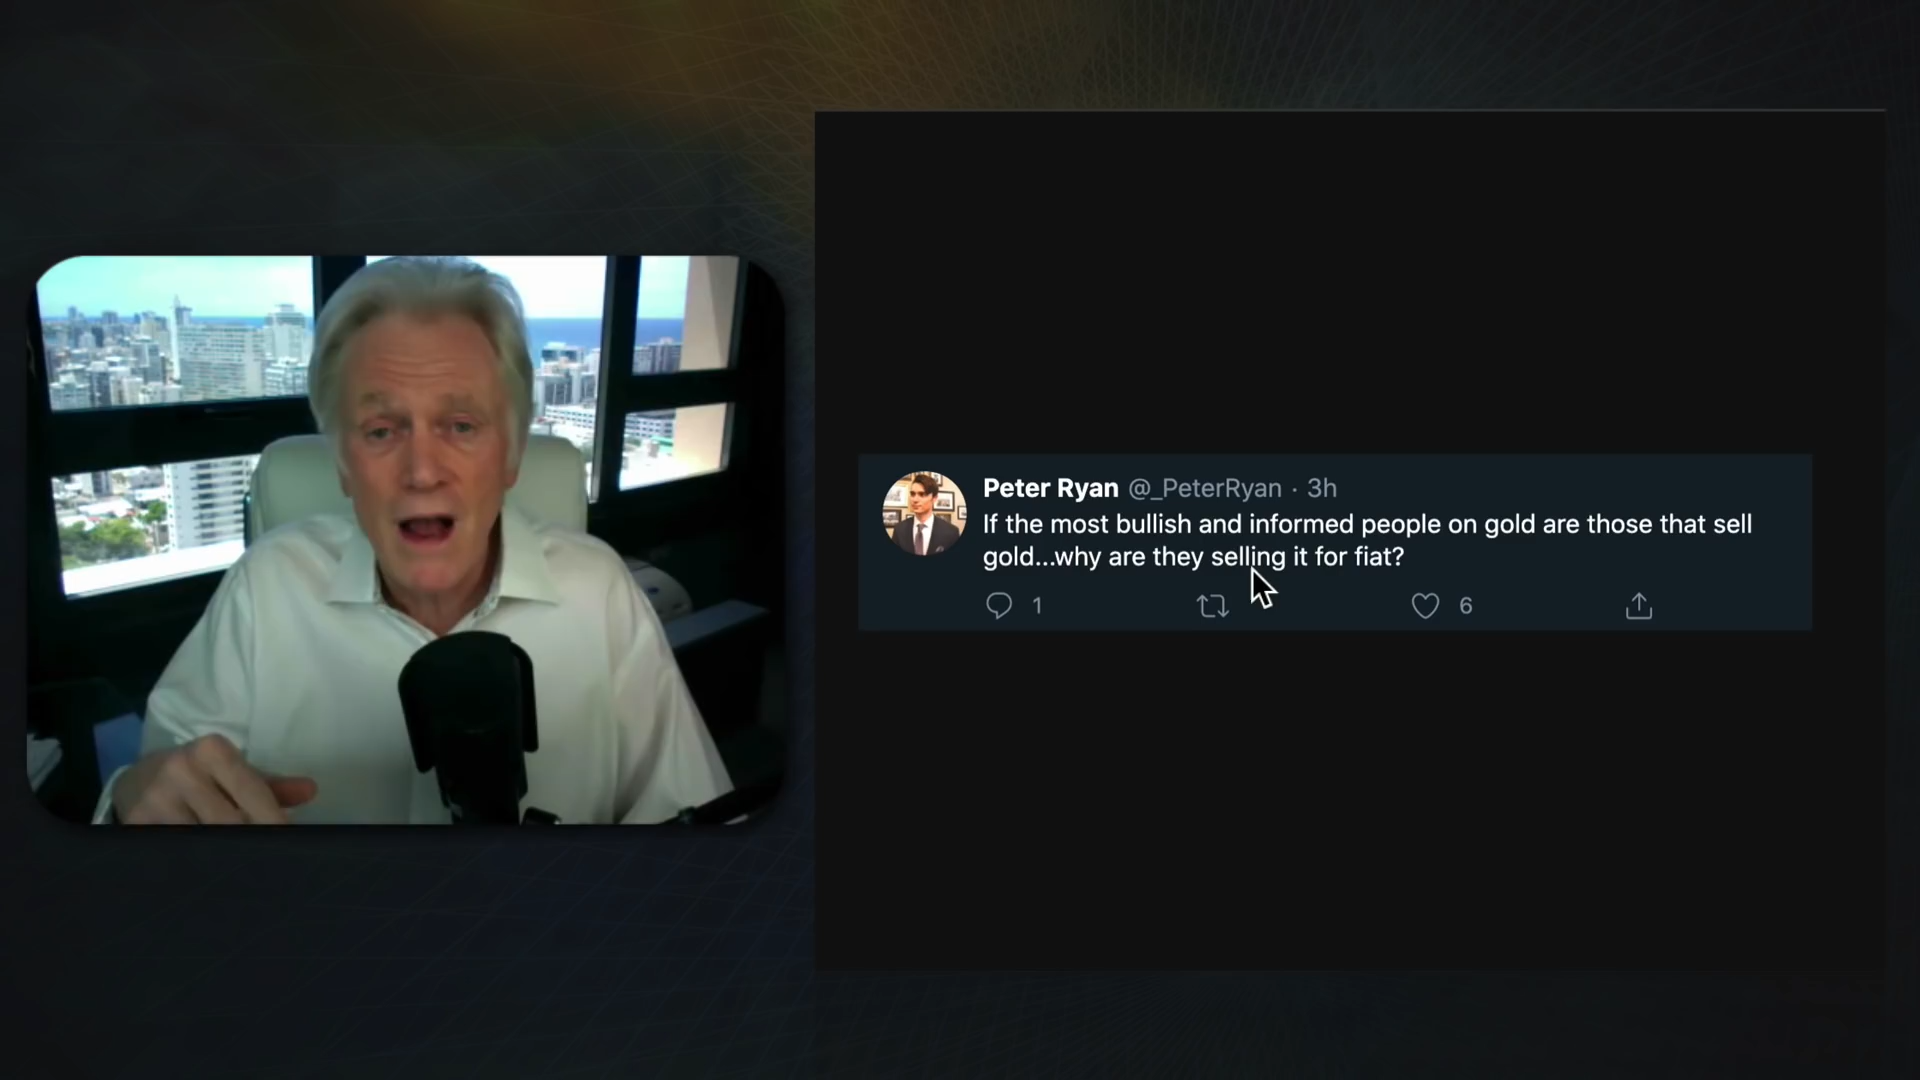 Peter Ryan @_PeterRyan · 3h
If the most bullish and informed people on gold are those that sell
gold...why are they selling it for fiat?
1 6